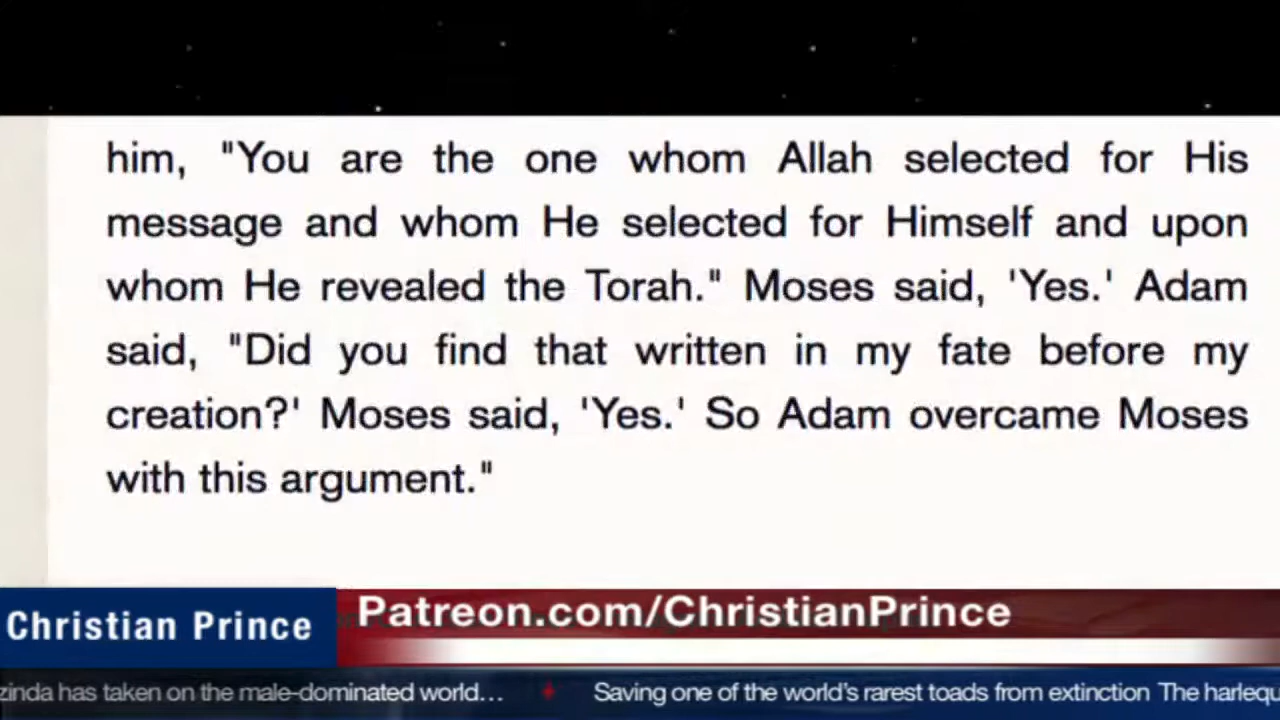 him, "You are the one whom Allah selected for His
message and whom He selected for Himself and upon
whom He revealed the Torah." Moses said, 'Yes.' Adam
said, "Did you find that written in my fate before my
creation?' Moses said, 'Yes.' So Adam overcame Moses
with this argument."
Christian Prince
Patreon.com/ChristianPrince
zinda has taken on the male-dominated world... Saving one of the world's rarest toads from extinction The harlequ